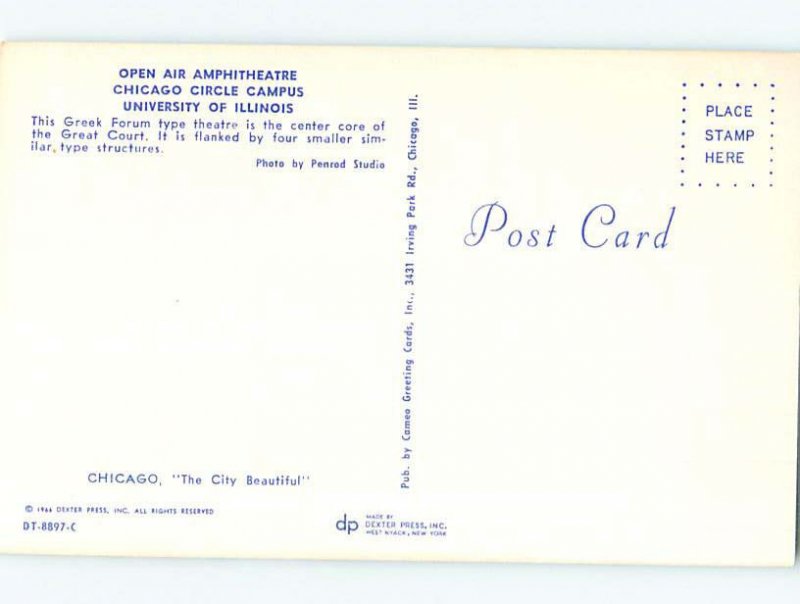 OPEN AIR AMPHITHEATRE
CHICAGO CIRCLE CAMPUS
UNIVERSITY OF ILLINOIS
This Greek Forum type theatre is the center core of
the Great Court. It is flanked by four smaller sim-
ilar, type structures.
Photo by Penrod Studio
CHICAGO, "The City Beautiful"
© 1966 DEXTER PRESS, INC. ALL RIGHTS RESERVED
DT-8897-C
Pub. by Cameo Greeting Cards, Inc., 3431 Irving Park Rd., Chicago, Ill.
dp
MADE BY
DEXTER PRESS, INC.
WEST NYACK, NEW YORK
Post Card
PLACE
STAMP
HERE